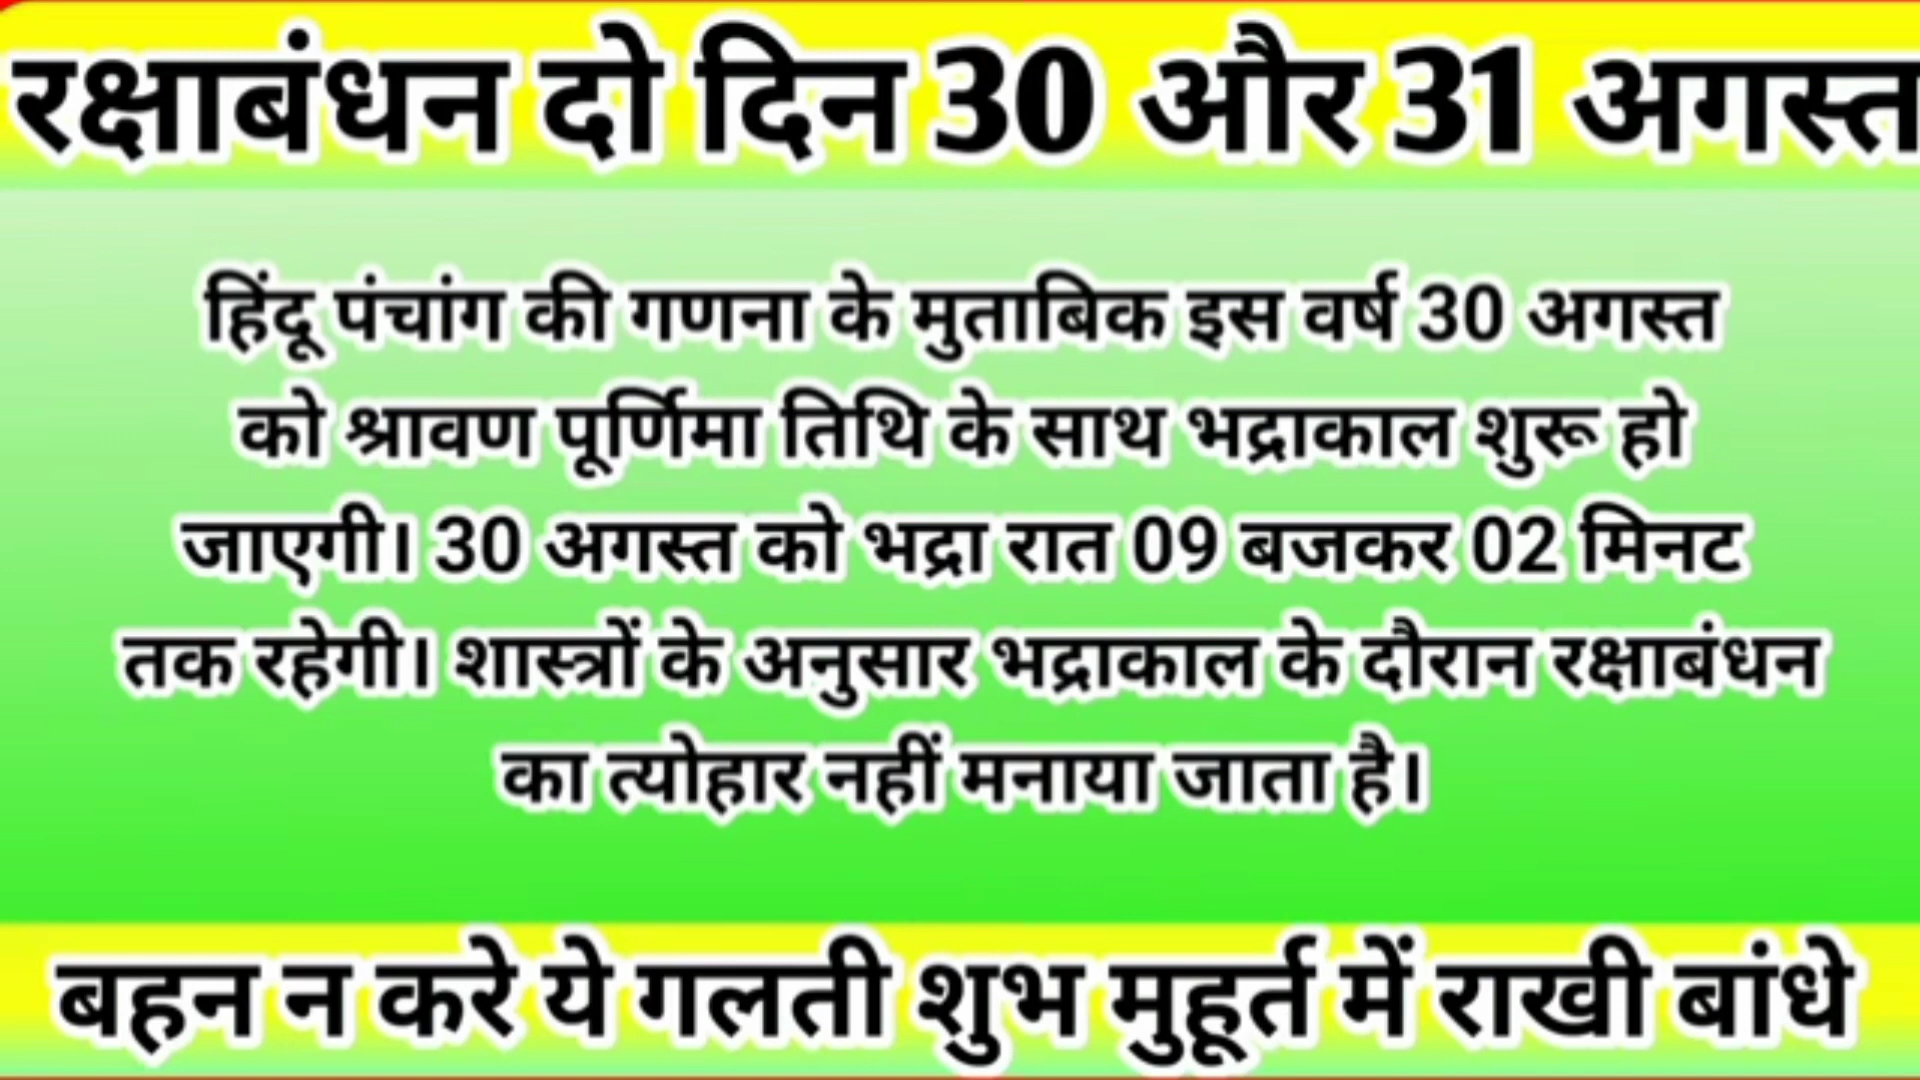 रक्षाबंधन दो दिन 30 और 31 अगस्त
हिंदू पंचांग की गणना के मुताबिक इस वर्ष 30 अगस्त
को श्रावण पूर्णिमा तिथि के साथ भद्राकाल शुरू हो
जाएगी। 30 अगस्त को भद्रा रात 09 बजकर 02 मिनट
तक रहेगी। शास्त्रों के अनुसार भद्राकाल के दौरान रक्षाबंधन
का त्योहार नहीं मनाया जाता है।
बहन न करे ये गलती शुभ मुहूर्त में राखी बांधे